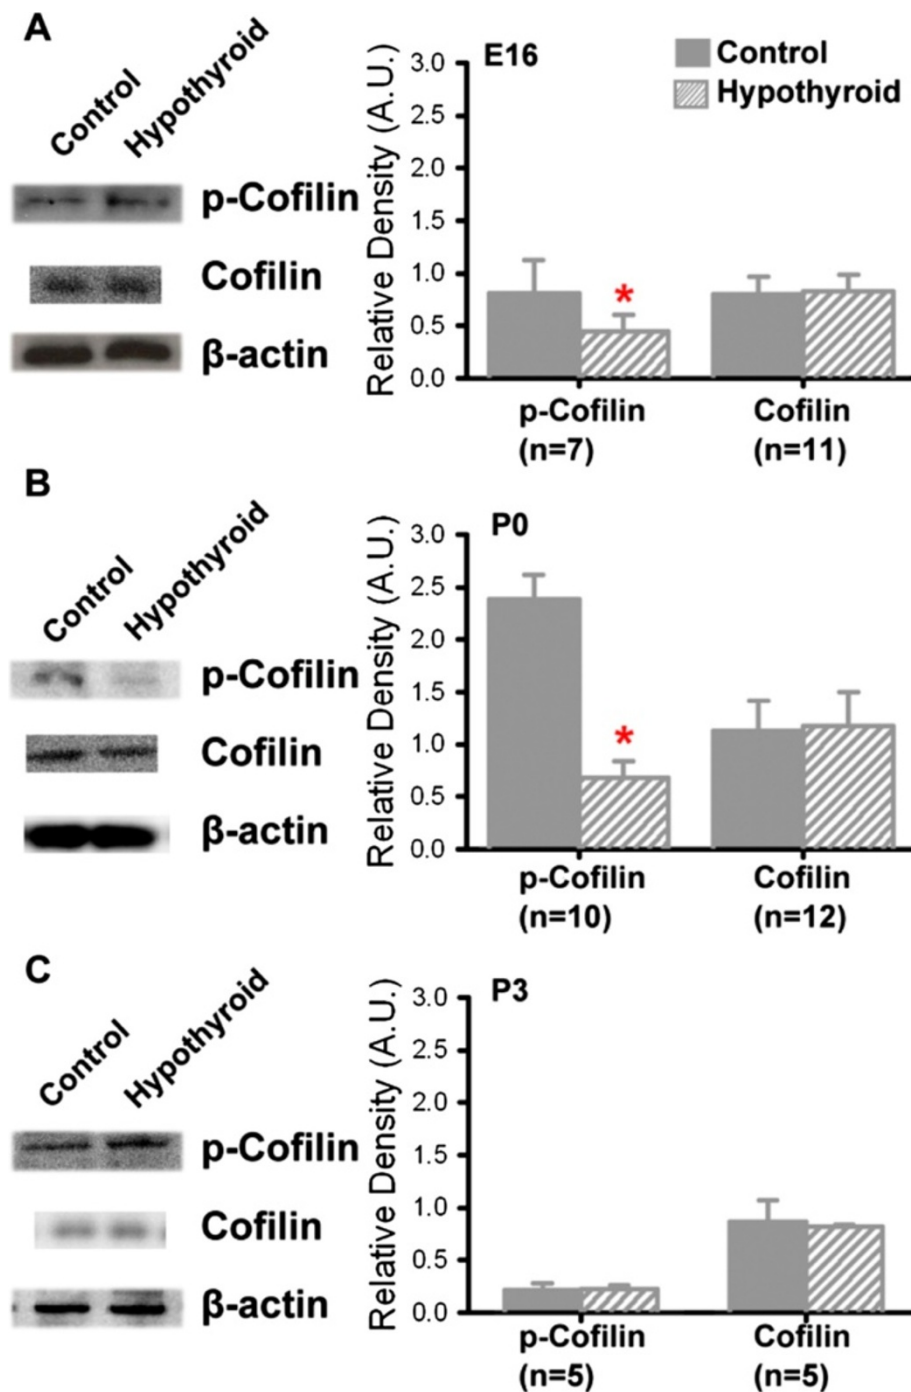 A
Control
Hypothyroid
p-Cofilin
Cofilin
β-actin
Relative Density (A.U.)
3.0
2.5
2.0
1.5
1.0
0.5
0.0
E16
Control
Hypothyroid
*
p-Cofilin
(n=7)
Cofilin
(n=11)
B
Control
Hypothyroid
p-Cofilin
Cofilin
β-actin
Relative Density (A.U.)
3.0
2.5
2.0
1.5
1.0
0.5
0.0
P0
*
p-Cofilin
(n=10)
Cofilin
(n=12)
C
Control
Hypothyroid
p-Cofilin
Cofilin
β-actin
Relative Density (A.U.)
3.0
2.5
2.0
1.5
1.0
0.5
0.0
P3
p-Cofilin
(n=5)
Cofilin
(n=5)